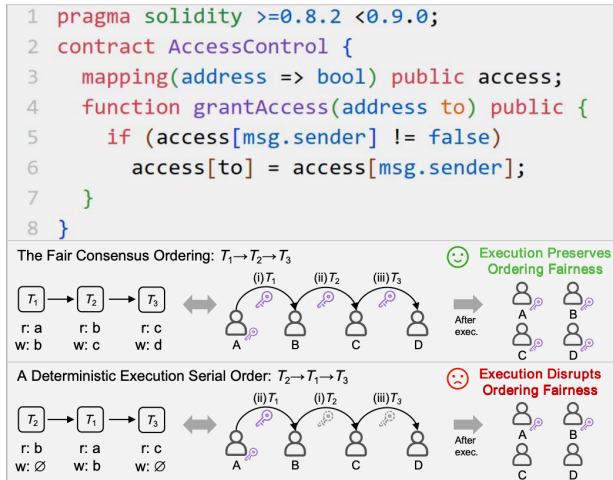 1 pragma solidity >=0.8.2 <0.9.0;
2 contract AccessControl {
3 mapping(address => bool) public access;
4 function grantAccess(address to) public {
5 if (access[msg.sender] != false)
6 access[to] = access[msg.sender];
7 }
8 }
The Fair Consensus Ordering: T₁→T₂→T₃
Execution Preserves
Ordering Fairness
(i)T₁ (ii)T₂ (iii)T₃
T₁ T₂ T₃
r: a r: b r: c
w: b w: c w: d
A B C D
After
exec.
A B
C D
A Deterministic Execution Serial Order: T₂→T₁→T₃
Execution Disrupts
Ordering Fairness
(ii)T₁ (i)T₂ (iii)T₃
T₂ T₁ T₃
r: b r: a r: c
w: ∅ w: b w: ∅
A B C D
After
exec.
A B
C D